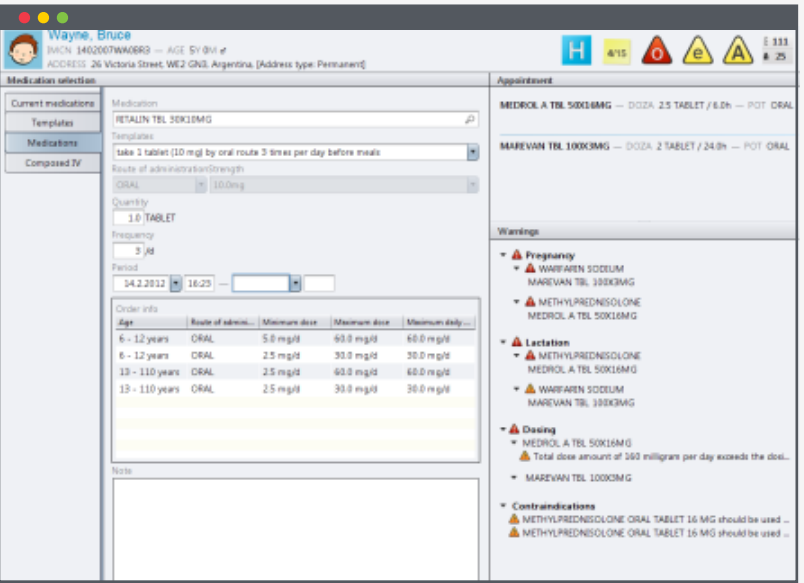 Wayne, Bruce
IMCN 1402007WA0BR3 — AGE 5Y 0M
ADDRESS 26 Victoria Street, WE2 GN3, Argentina, [Address type: Permanent]
H
4/15
o
e
A
111
25
Medication selection
Appointment
Current medications
Templates
Medications
Composed IV
Medication
RITALIN TBL 30X10MG
Templates
take 1 tablet (10 mg) by oral route 3 times per day before meals
Route of administration Strength
ORAL 10.0mg
Quantity
1.0 TABLET
Frequency
3 /d
Period
14.2.2012 16:25 —
Order info
Age Route of admini... Minimum dose Maximum dose Maximum daily ...
6 - 12 years ORAL 5.0 mg/d 60.0 mg/d 60.0 mg/d
6 - 12 years ORAL 2.5 mg/d 30.0 mg/d 30.0 mg/d
13 - 110 years ORAL 2.5 mg/d 60.0 mg/d 60.0 mg/d
13 - 110 years ORAL 2.5 mg/d 30.0 mg/d 30.0 mg/d
Note
MEDROL A TBL 50X16MG — DOZA 2.5 TABLET / 6.0h — POT ORAL
MAREVAN TBL 100X3MG — DOZA 2 TABLET / 24.0h — POT ORAL
Warnings
Pregnancy
WARFARIN SODIUM
MAREVAN TBL 100X3MG
METHYLPREDNISOLONE
MEDROL A TBL 50X16MG
Lactation
METHYLPREDNISOLONE
MEDROL A TBL 50X16MG
WARFARIN SODIUM
MAREVAN TBL 100X3MG
Dosing
MEDROL A TBL 50X16MG
Total dose amount of 160 milligram per day exceeds the dosi...
MAREVAN TBL 100X3MG
Contraindications
METHYLPREDNISOLONE ORAL TABLET 16 MG should be used ...
METHYLPREDNISOLONE ORAL TABLET 16 MG should be used ...